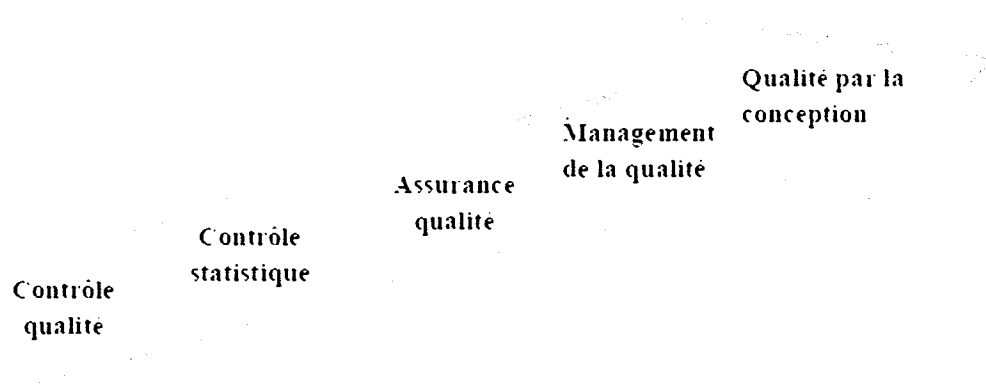 Contrôle
qualité
Contrôle
statistique
Assurance
qualité
Management
de la qualité
Qualité par la
conception